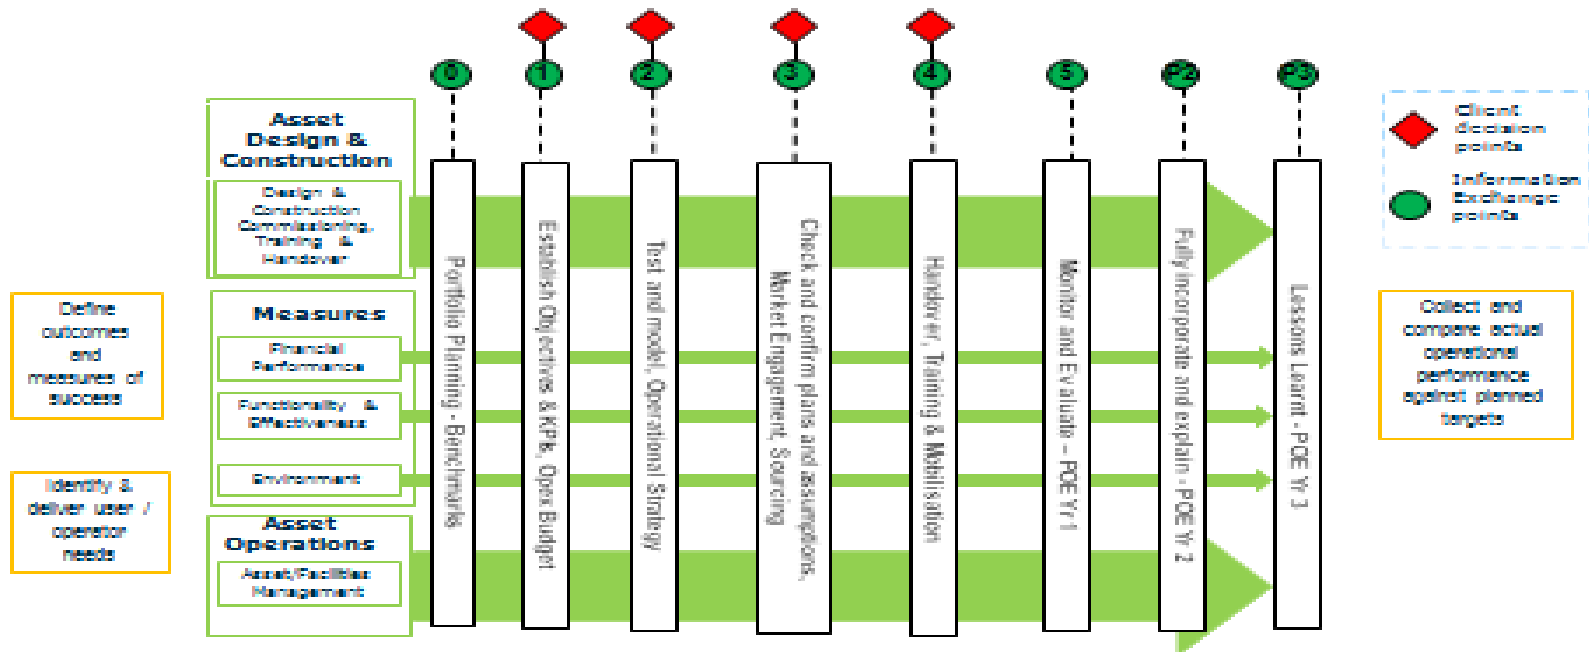 0
1
2
3
4
5
P2
P3
Asset
Design &
Construction
Design &
Construction
Commissioning,
Training &
Handover
Measures
Financial
Performance
Functionality &
Effectiveness
Environment
Asset
Operations
Asset/Facilities
Management
Define
outcomes
and
measures of
success
Identify &
deliver user /
operator
needs
Portfolio Planning - Benchmarks
Establish Objectives & KPIs, Opex Budget
Test and model, Operational Strategy
Check and confirm plans and assumptions,
Market Engagement, Sourcing
Handover, Training & Mobilisation
Monitor and Evaluate – POE Yr 1
Fully incorporate and explain - POE Yr 2
Lessons Learnt - POE Yr 3
Client
decision
points
Information
Exchange
points
Collect and
compare actual
operational
performance
against planned
targets